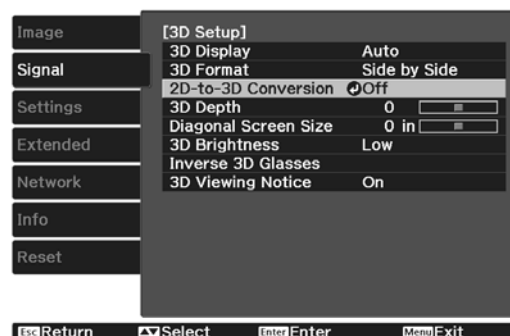 Image
Signal
Settings
Extended
Network
Info
Reset
[3D Setup]
3D Display Auto
3D Format Side by Side
2D-to-3D Conversion Off
3D Depth 0
Diagonal Screen Size 0 in
3D Brightness Low
Inverse 3D Glasses
3D Viewing Notice On
Esc Return Select Enter Enter Menu Exit